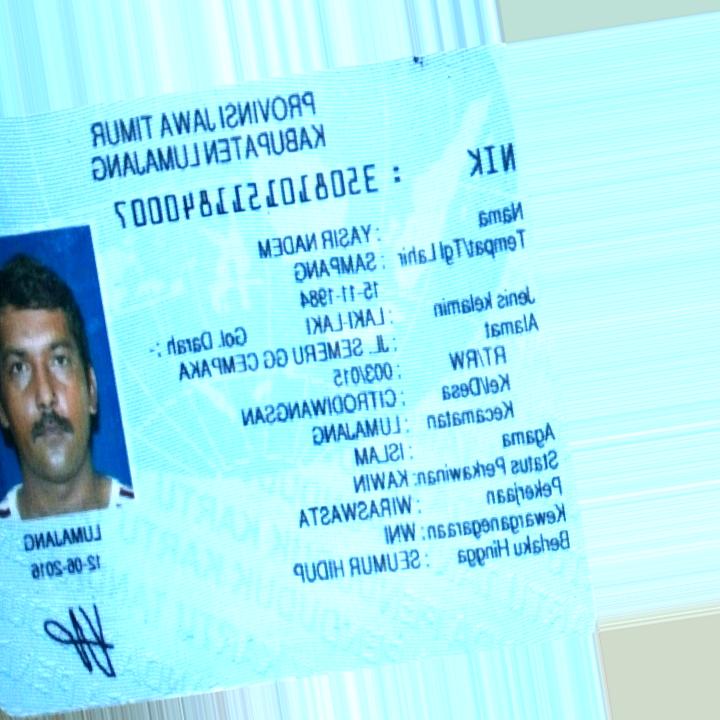 PROVINSI JAWA TIMUR
KABUPATEN LUMAJANG
NIK : 3508101511840007
Nama : YASIR NADEM
Tempat/Tgl Lahir : SAMPANG
15-11-1984
Jenis kelamin : LAKI-LAKI Gol. Darah : -
Alamat : JL. SEMERU GG CEMPAKA
RT/RW : 003/015
Kel/Desa : CITRODIWANGSAN
Kecamatan : LUMAJANG
Agama : ISLAM
Status Perkawinan: KAWIN
Pekerjaan : WIRASWASTA
Kewarganegaraan: WNI
Berlaku Hingga : SEUMUR HIDUP
LUMAJANG
12-06-2016